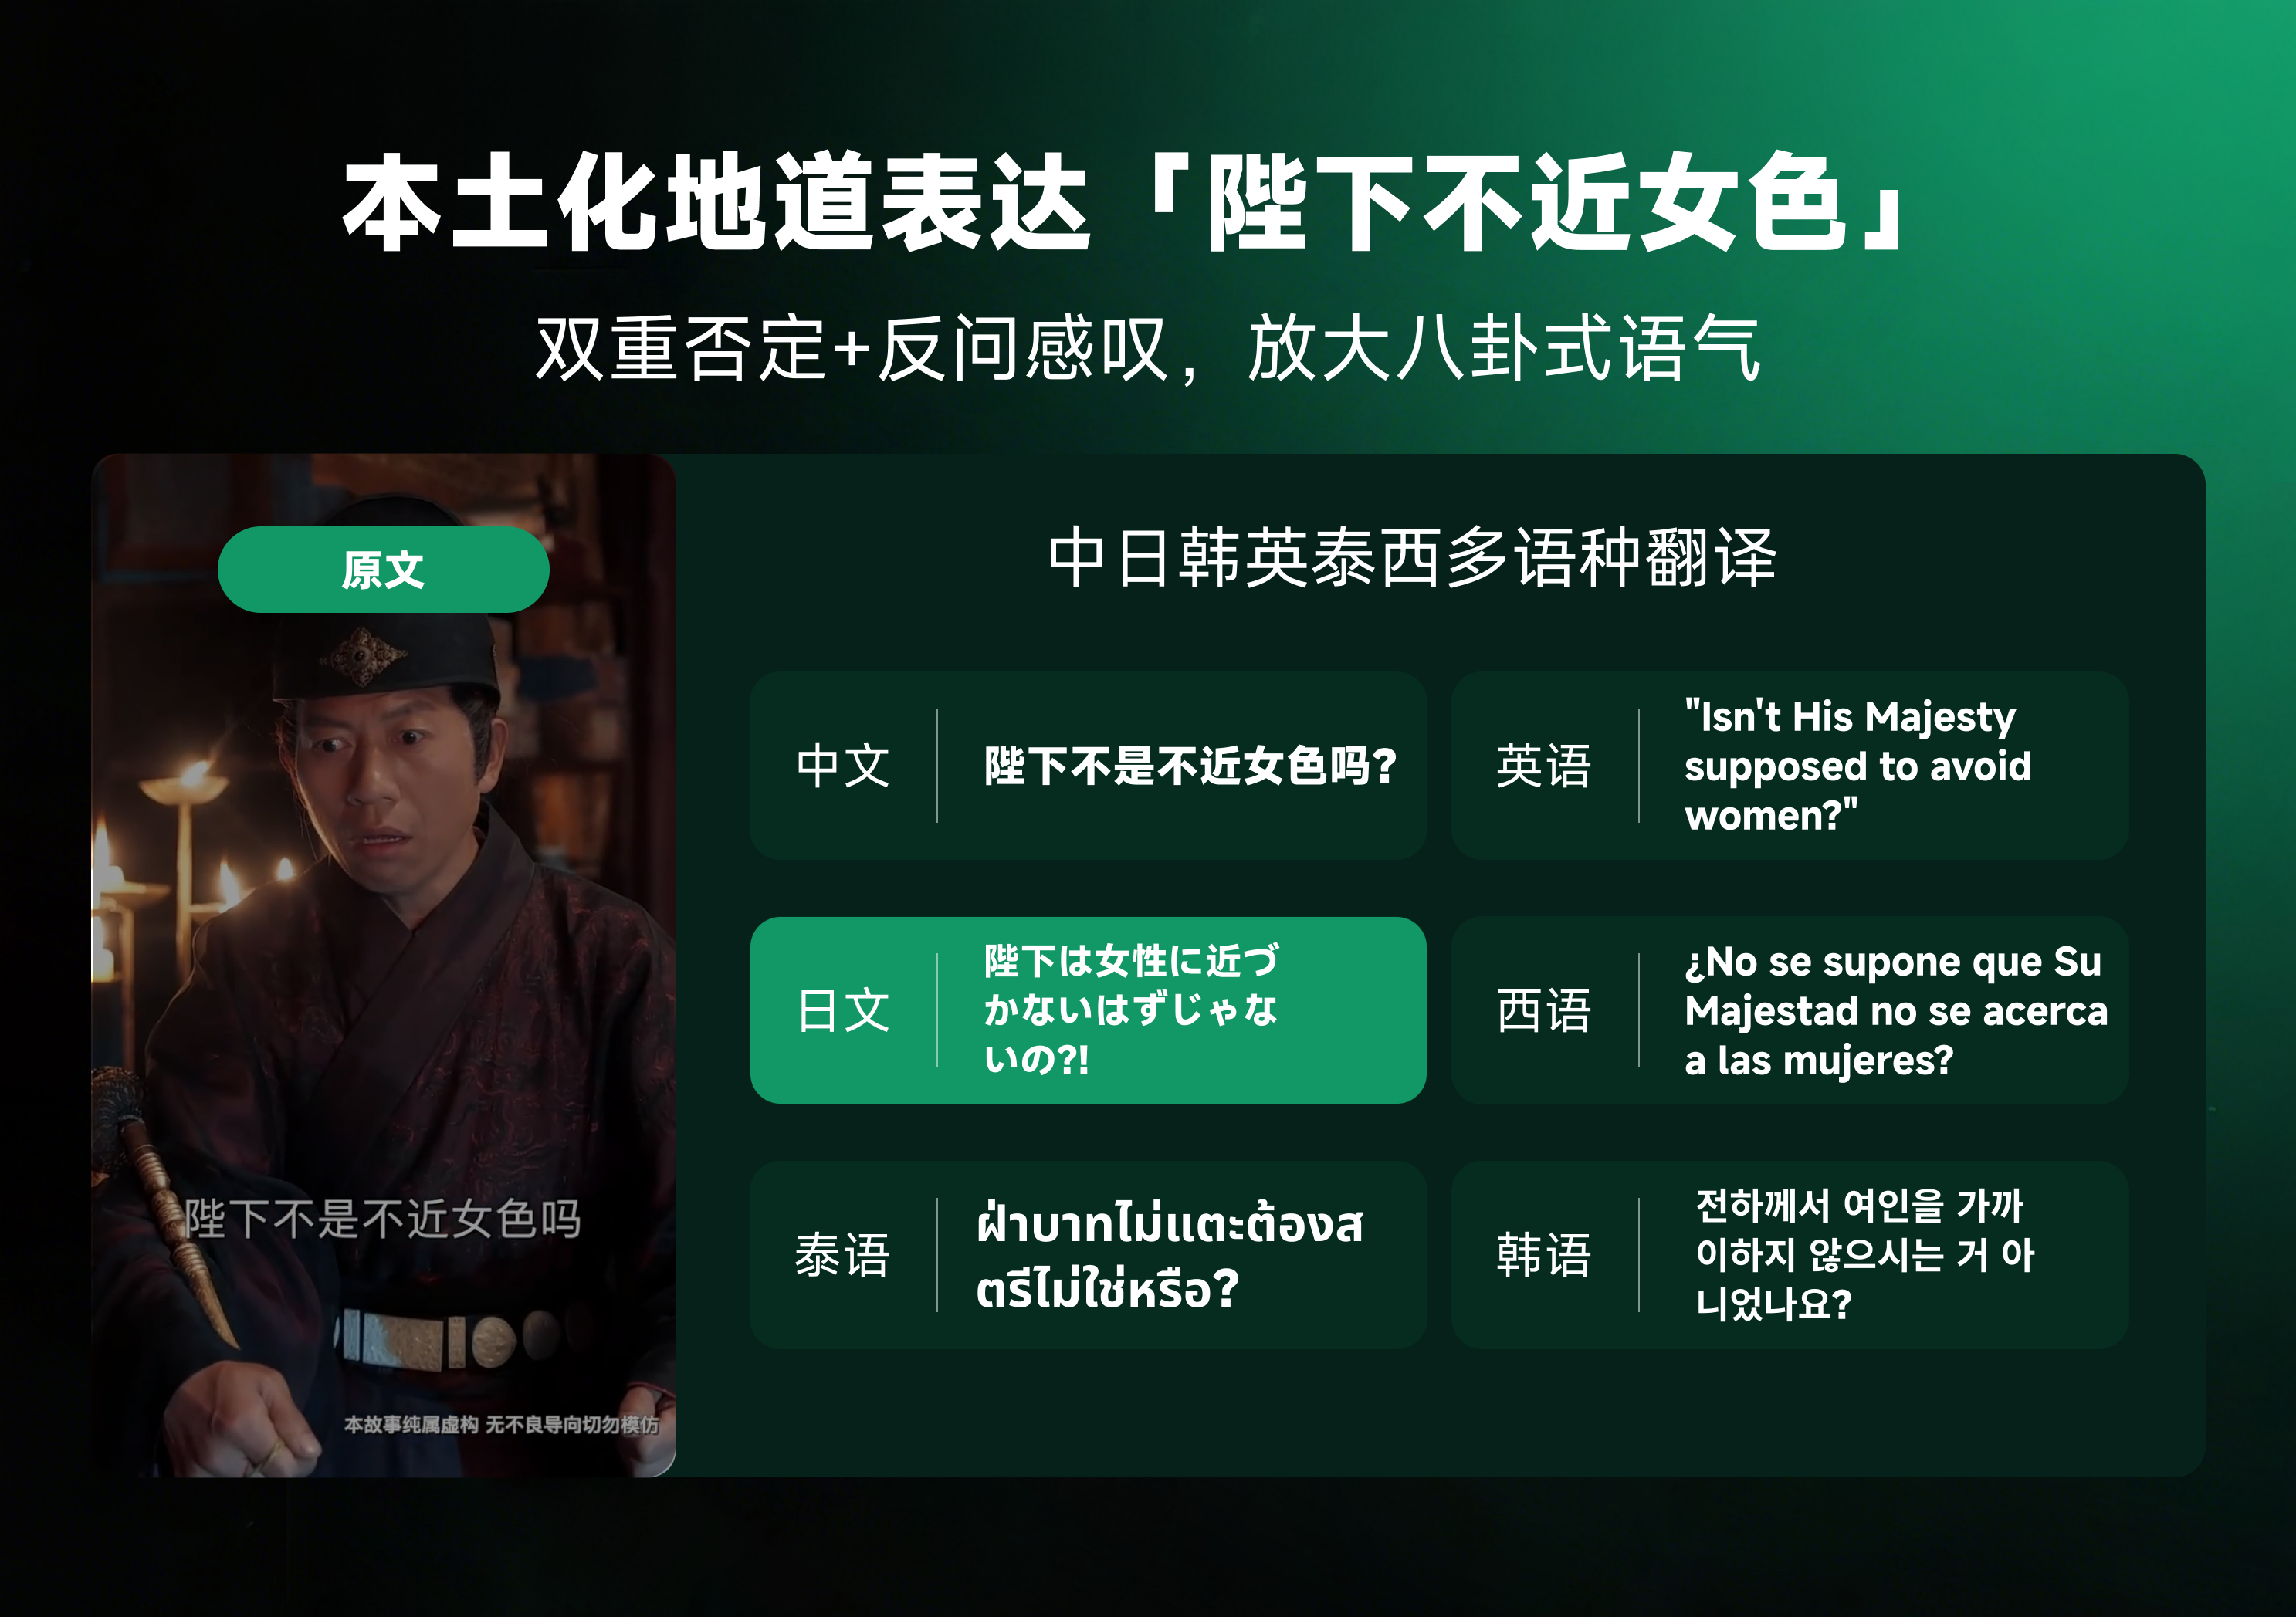 本土化地道表达「陛下不近女色」
双重否定+反问感叹，放大八卦式语气
原文
陛下不是不近女色吗
本故事纯属虚构 无不良导向切勿模仿
中日韩英泰西多语种翻译
中文
陛下不是不近女色吗?
英语
"Isn't His Majesty
supposed to avoid
women?"
日文
陛下は女性に近づ
かないはずじゃな
いの?!
西语
¿No se supone que Su
Majestad no se acerca
a las mujeres?
泰语
ฝ่าบาทไม่แตะต้องส
ตรีไม่ใช่หรือ?
韩语
전하께서 여인을 가까
이하지 않으시는 거 아
니었나요?